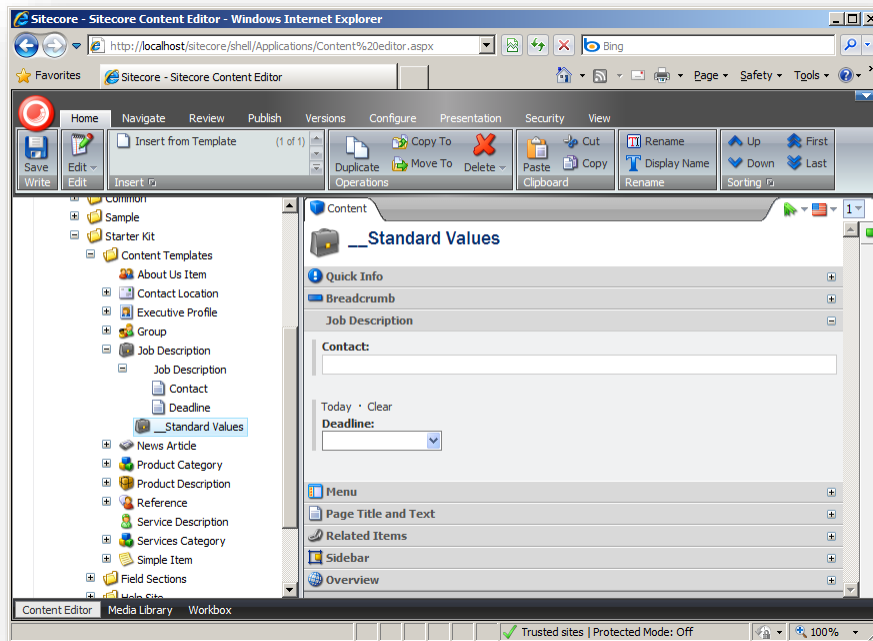 Sitecore - Sitecore Content Editor - Windows Internet Explorer
http://localhost/sitecore/shell/Applications/Content%20editor.aspx
Bing
Favorites
Sitecore - Sitecore Content Editor
Page
Safety
Tools
Home
Navigate
Review
Publish
Versions
Configure
Presentation
Security
View
Insert from Template
(1 of 1)
Copy To
Cut
Rename
Up
First
Save
Edit
Duplicate
Move To
Delete
Paste
Copy
Display Name
Down
Last
Write
Edit
Insert
Operations
Clipboard
Rename
Sorting
Common
Sample
Starter Kit
Content Templates
About Us Item
Contact Location
Executive Profile
Group
Job Description
Job Description
Contact
Deadline
__Standard Values
News Article
Product Category
Product Description
Reference
Service Description
Services Category
Simple Item
Field Sections
Help Site
Content
1
__Standard Values
Quick Info
Breadcrumb
Job Description
Contact:
Today · Clear
Deadline:
Menu
Page Title and Text
Related Items
Sidebar
Overview
Content Editor
Media Library
Workbox
Trusted sites | Protected Mode: Off
100%